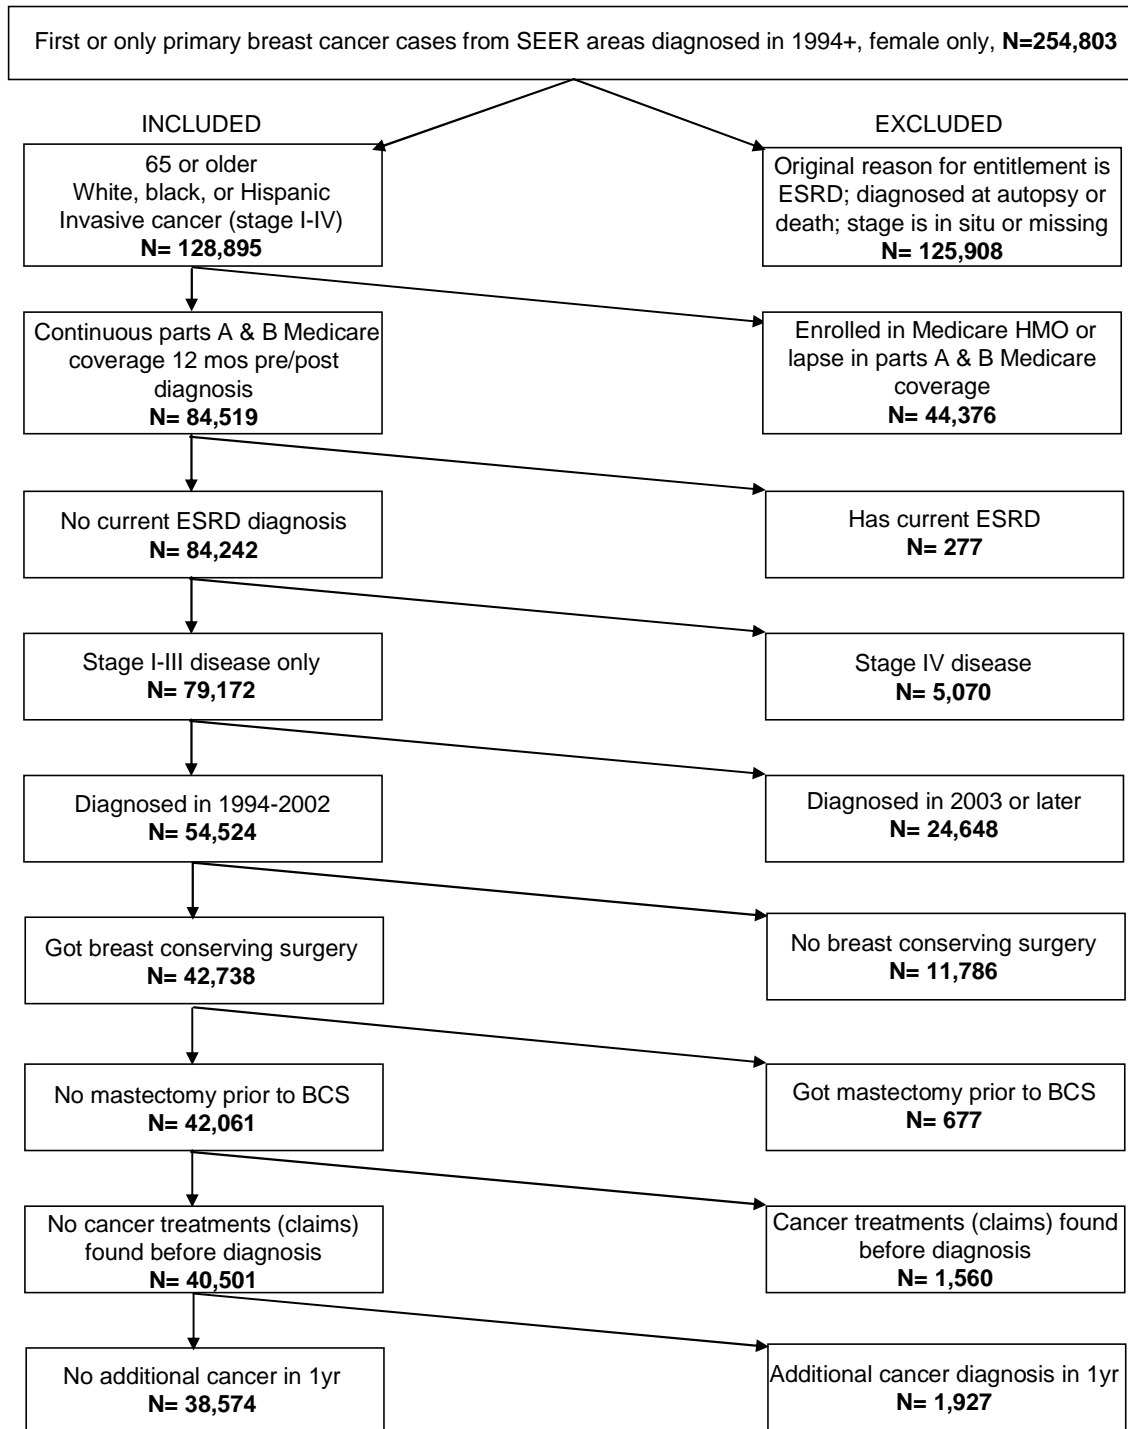 First or only primary breast cancer cases from SEER areas diagnosed in 1994+, female only, N=254,803
INCLUDED
EXCLUDED
65 or older
White, black, or Hispanic
Invasive cancer (stage I-IV)
N= 128,895
Original reason for entitlement is
ESRD; diagnosed at autopsy or
death; stage is in situ or missing
N= 125,908
Continuous parts A & B Medicare
coverage 12 mos pre/post
diagnosis
N= 84,519
Enrolled in Medicare HMO or
lapse in parts A & B Medicare
coverage
N= 44,376
No current ESRD diagnosis
N= 84,242
Has current ESRD
N= 277
Stage I-III disease only
N= 79,172
Stage IV disease
N= 5,070
Diagnosed in 1994-2002
N= 54,524
Diagnosed in 2003 or later
N= 24,648
Got breast conserving surgery
N= 42,738
No breast conserving surgery
N= 11,786
No mastectomy prior to BCS
N= 42,061
Got mastectomy prior to BCS
N= 677
No cancer treatments (claims)
found before diagnosis
N= 40,501
Cancer treatments (claims) found
before diagnosis
N= 1,560
No additional cancer in 1yr
N= 38,574
Additional cancer diagnosis in 1yr
N= 1,927